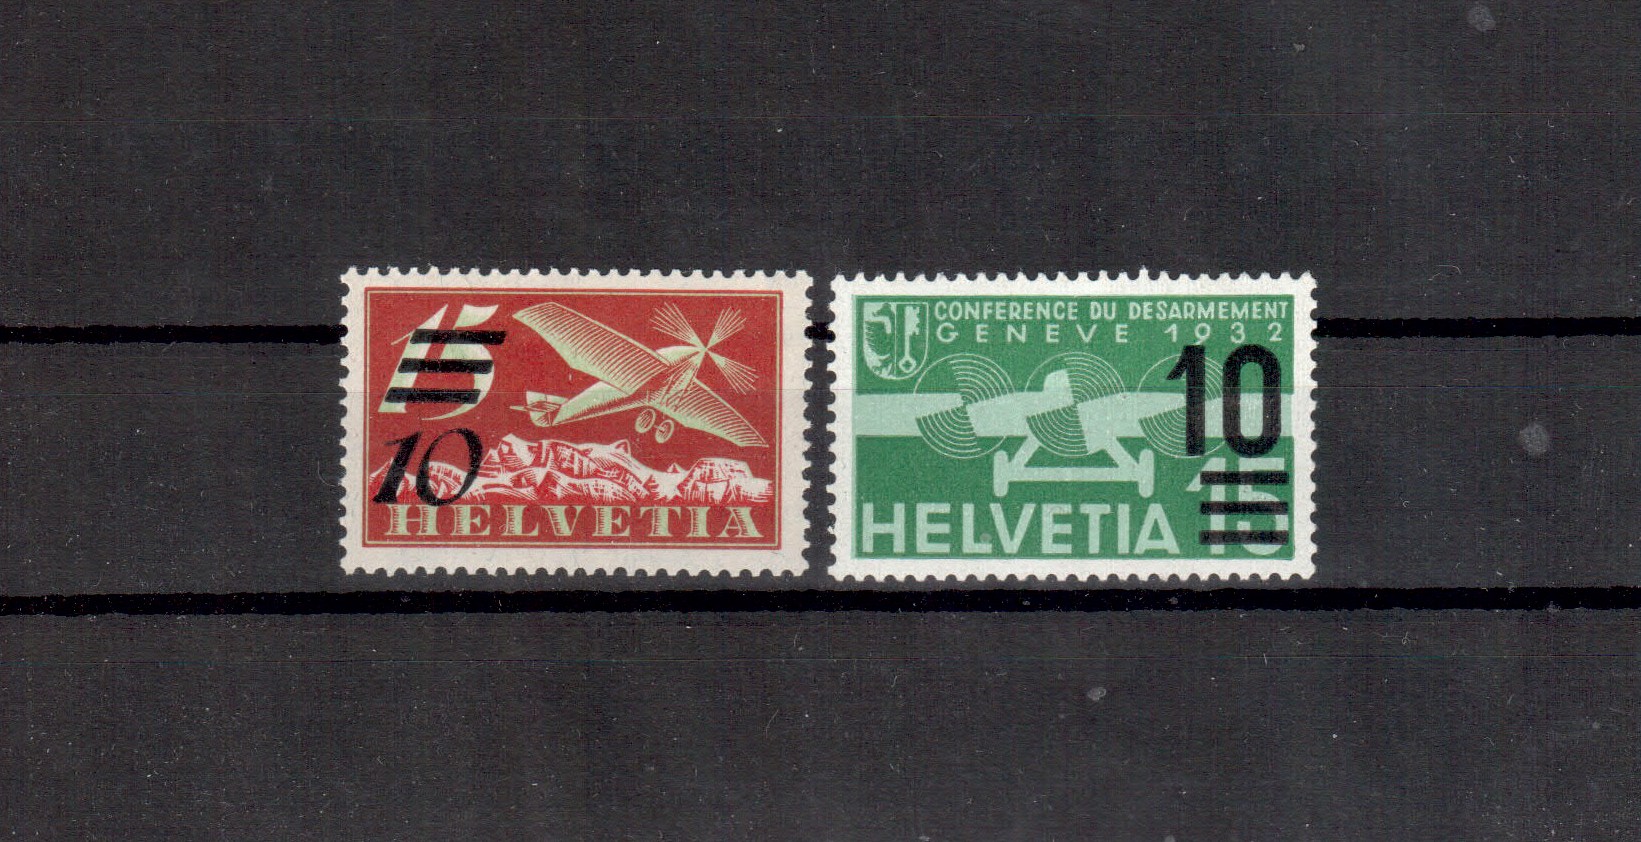 15
10
HELVETIA
CONFERENCE DU DESARMEMENT
GENEVE 1932
10
15
HELVETIA